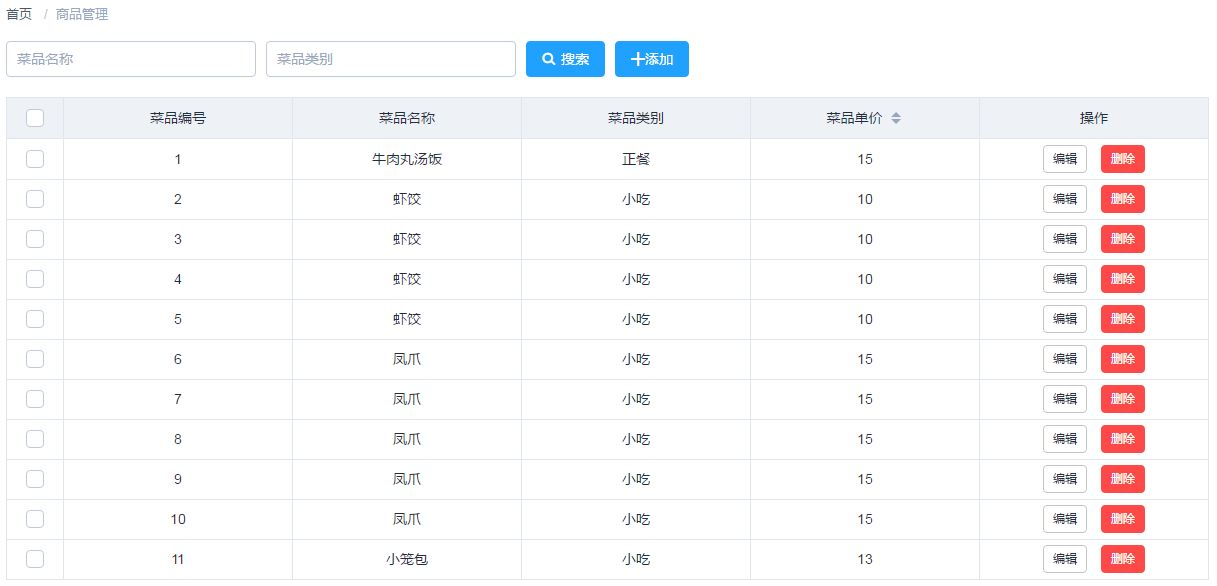 首页 / 商品管理
菜品名称 菜品类别 搜索 添加
菜品编号 菜品名称 菜品类别 菜品单价 操作
1 牛肉丸汤饭 正餐 15 编辑 删除
2 虾饺 小吃 10 编辑 删除
3 虾饺 小吃 10 编辑 删除
4 虾饺 小吃 10 编辑 删除
5 虾饺 小吃 10 编辑 删除
6 凤爪 小吃 15 编辑 删除
7 凤爪 小吃 15 编辑 删除
8 凤爪 小吃 15 编辑 删除
9 凤爪 小吃 15 编辑 删除
10 凤爪 小吃 15 编辑 删除
11 小笼包 小吃 13 编辑 删除